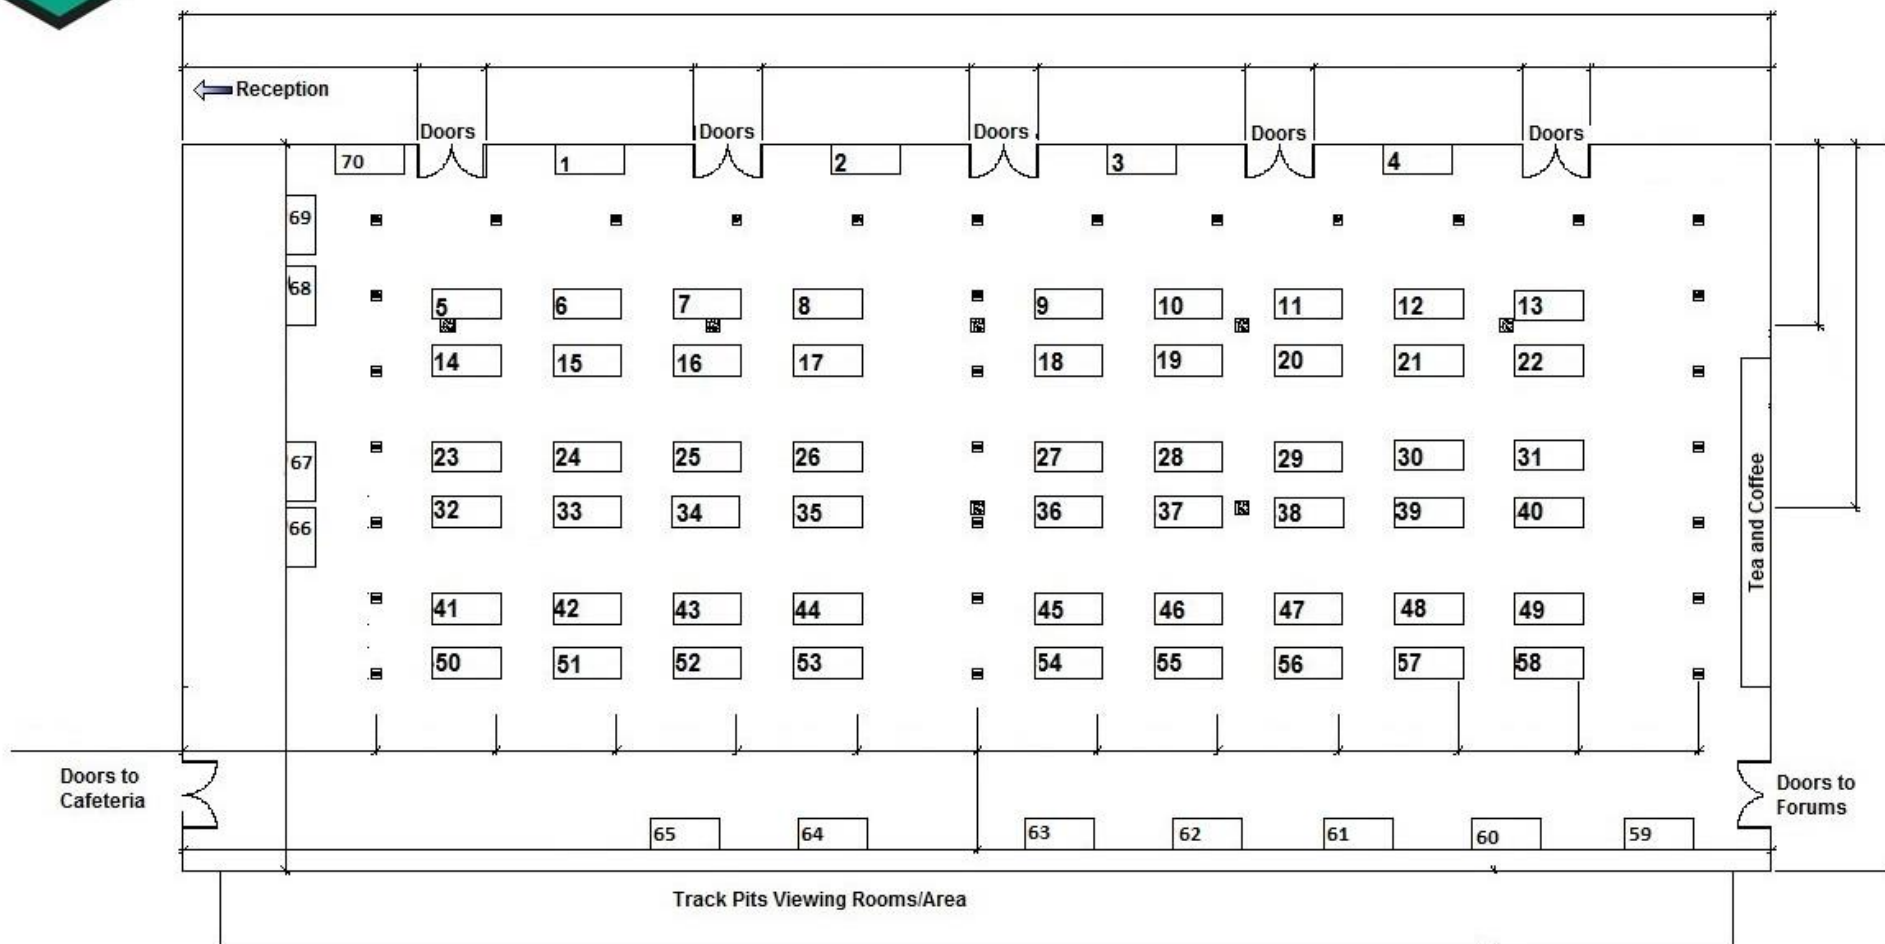 Reception
Doors Doors Doors Doors Doors
70 1 2 3 4
69
68
5 6 7 8 9 10 11 12 13
14 15 16 17 18 19 20 21 22
67
23 24 25 26 27 28 29 30 31
66
32 33 34 35 36 37 38 39 40
Tea and Coffee
41 42 43 44 45 46 47 48 49
50 51 52 53 54 55 56 57 58
Doors to
Cafeteria
Doors to
Forums
65 64 63 62 61 60 59
Track Pits Viewing Rooms/Area